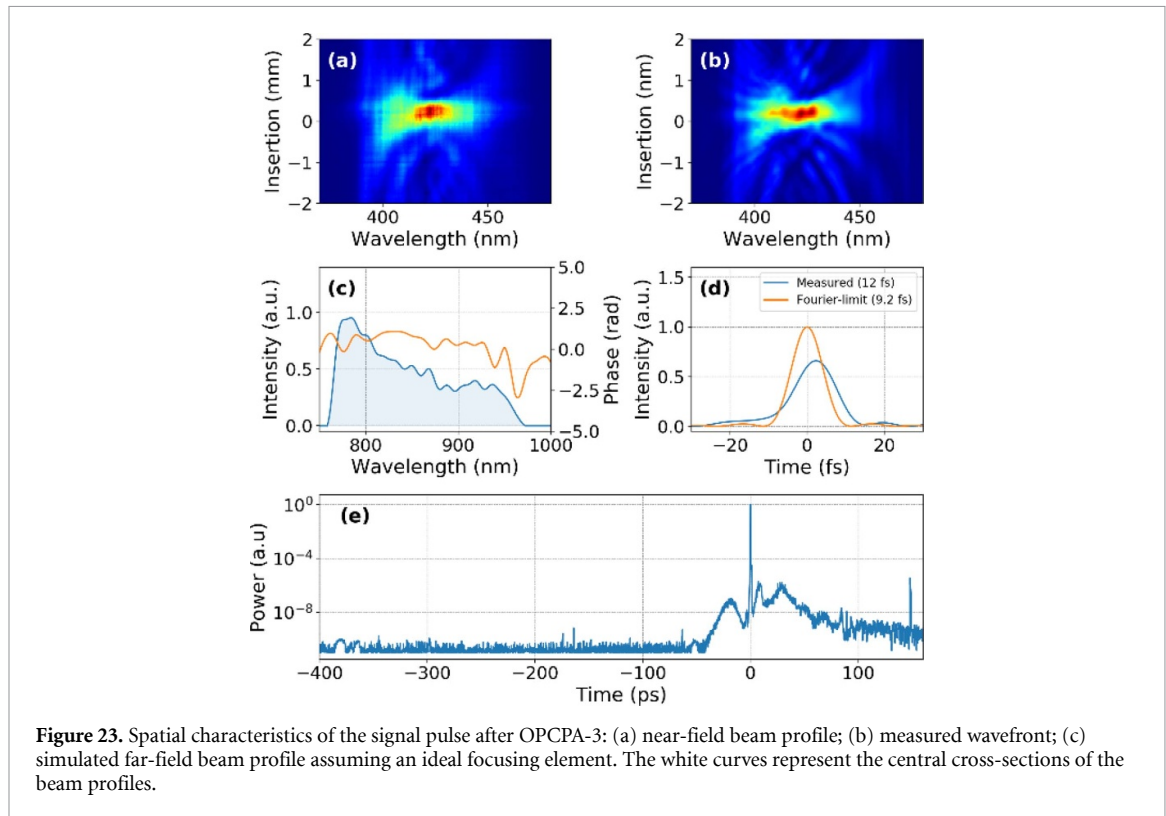 2
1
0
−1
−2
Insertion (mm)
(a)
400
450
Wavelength (nm)
2
1
0
−1
−2
Insertion (nm)
(b)
400
450
Wavelength (nm)
1.0
0.5
0.0
Intensity (a.u.)
(c)
5.0
2.5
0.0
−2.5
−5.0
Phase (rad)
800
900
1000
Wavelength (nm)
1.5
1.0
0.5
0.0
Intensity (a.u.)
(d)
Measured (12 fs)
Fourier-limit (9.2 fs)
−20
0
20
Time (fs)
10⁰
10⁻⁴
10⁻⁸
Power (a.u)
(e)
−400
−300
−200
−100
0
100
Time (ps)
Figure 23. Spatial characteristics of the signal pulse after OPCPA-3: (a) near-field beam profile; (b) measured wavefront; (c)
simulated far-field beam profile assuming an ideal focusing element. The white curves represent the central cross-sections of the
beam profiles.